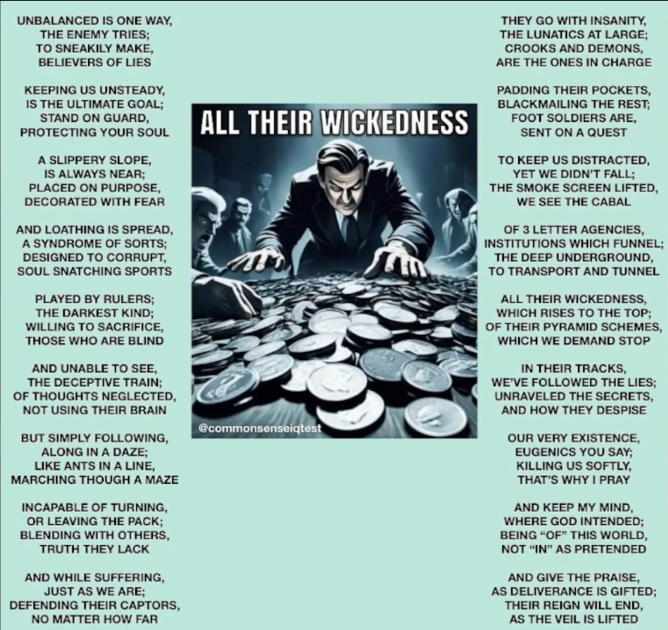 UNBALANCED IS ONE WAY,
THE ENEMY TRIES;
TO SNEAKILY MAKE,
BELIEVERS OF LIES
KEEPING US UNSTEADY,
IS THE ULTIMATE GOAL;
STAND ON GUARD,
PROTECTING YOUR SOUL
A SLIPPERY SLOPE,
IS ALWAYS NEAR;
PLACED ON PURPOSE,
DECORATED WITH FEAR
AND LOATHING IS SPREAD,
A SYNDROME OF SORTS;
DESIGNED TO CORRUPT,
SOUL SNATCHING SPORTS
PLAYED BY RULERS;
THE DARKEST KIND;
WILLING TO SACRIFICE,
THOSE WHO ARE BLIND
AND UNABLE TO SEE,
THE DECEPTIVE TRAIN;
OF THOUGHTS NEGLECTED,
NOT USING THEIR BRAIN
BUT SIMPLY FOLLOWING,
ALONG IN A DAZE;
LIKE ANTS IN A LINE,
MARCHING THOUGH A MAZE
INCAPABLE OF TURNING,
OR LEAVING THE PACK;
BLENDING WITH OTHERS,
TRUTH THEY LACK
AND WHILE SUFFERING,
JUST AS WE ARE;
DEFENDING THEIR CAPTORS,
NO MATTER HOW FAR
ALL THEIR WICKEDNESS
@commonsenseiqtest
THEY GO WITH INSANITY,
THE LUNATICS AT LARGE;
CROOKS AND DEMONS,
ARE THE ONES IN CHARGE
PADDING THEIR POCKETS,
BLACKMAILING THE REST;
FOOT SOLDIERS ARE,
SENT ON A QUEST
TO KEEP US DISTRACTED,
YET WE DIDN'T FALL;
THE SMOKE SCREEN LIFTED,
WE SEE THE CABAL
OF 3 LETTER AGENCIES,
INSTITUTIONS WHICH FUNNEL;
THE DEEP UNDERGROUND,
TO TRANSPORT AND TUNNEL
ALL THEIR WICKEDNESS,
WHICH RISES TO THE TOP;
OF THEIR PYRAMID SCHEMES,
WHICH WE DEMAND STOP
IN THEIR TRACKS,
WE'VE FOLLOWED THE LIES;
UNRAVELED THE SECRETS,
AND HOW THEY DESPISE
OUR VERY EXISTENCE,
EUGENICS YOU SAY;
KILLING US SOFTLY,
THAT'S WHY I PRAY
AND KEEP MY MIND,
WHERE GOD INTENDED;
BEING "OF" THIS WORLD,
NOT "IN" AS PRETENDED
AND GIVE THE PRAISE,
AS DELIVERANCE IS GIFTED;
THEIR REIGN WILL END,
AS THE VEIL IS LIFTED